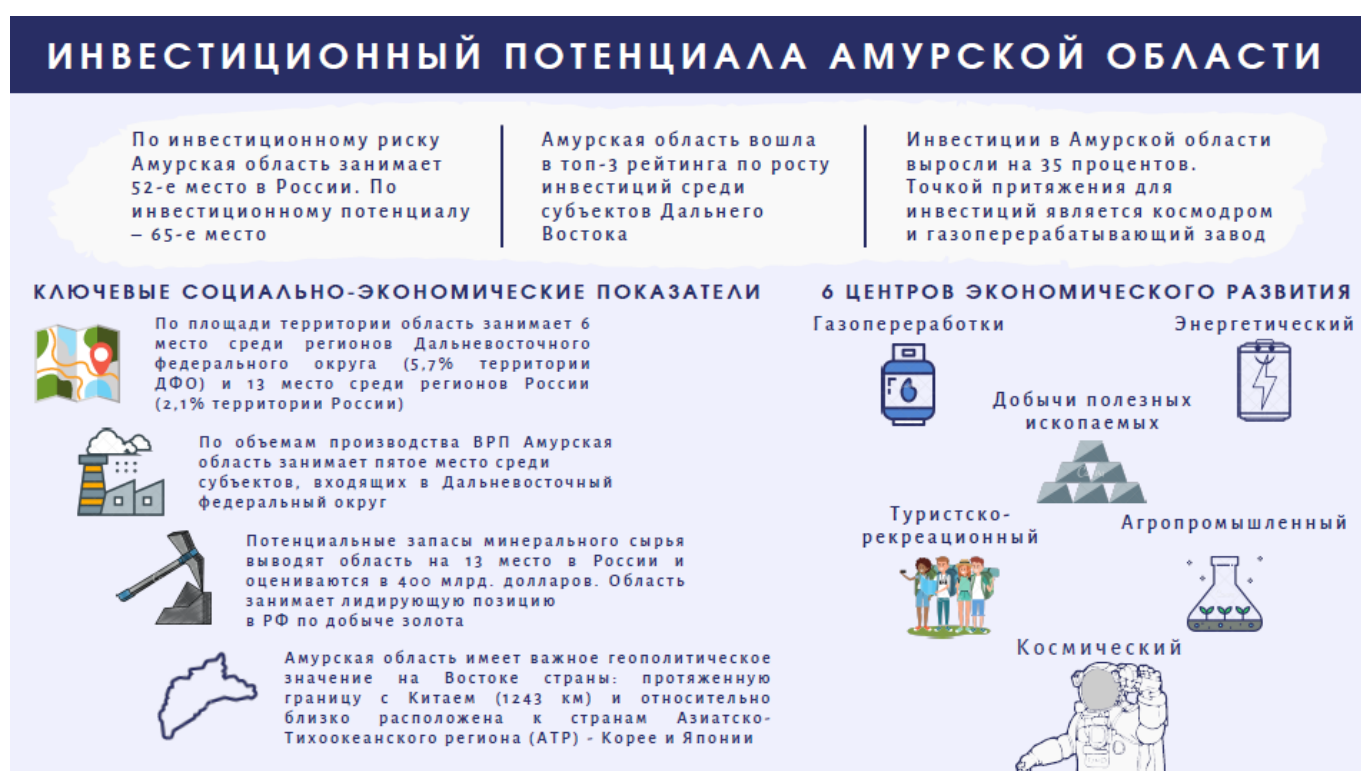 ИНВЕСТИЦИОННЫЙ ПОТЕНЦИАЛА АМУРСКОЙ ОБЛАСТИ
По инвестиционному риску
Амурская область занимает
52-е место в России. По
инвестиционному потенциалу
– 65-е место
Амурская область вошла
в топ-3 рейтинга по росту
инвестиций среди
субъектов Дальнего
Востока
Инвестиции в Амурской области
выросли на 35 процентов.
Точкой притяжения для
инвестиций является космодром
и газоперерабатывающий завод
КЛЮЧЕВЫЕ СОЦИАЛЬНО-ЭКОНОМИЧЕСКИЕ ПОКАЗАТЕЛИ
По площади территории область занимает 6
место среди регионов Дальневосточного
федерального округа (5,7% территории
ДФО) и 13 место среди регионов России
(2,1% территории России)
По объемам производства ВРП Амурская
область занимает пятое место среди
субъектов, входящих в Дальневосточный
федеральный округ
Потенциальные запасы минерального сырья
выводят область на 13 место в России и
оцениваются в 400 млрд. долларов. Область
занимает лидирующую позицию
в РФ по добыче золота
Амурская область имеет важное геополитическое
значение на Востоке страны: протяженную
границу с Китаем (1243 км) и относительно
близко расположена к странам Азиатско-
Тихоокеанского региона (АТР) - Корее и Японии
6 ЦЕНТРОВ ЭКОНОМИЧЕСКОГО РАЗВИТИЯ
Газопереработки
Энергетический
Добычи полезных
ископаемых
Туристско-
рекреационный
Агропромышленный
Космический